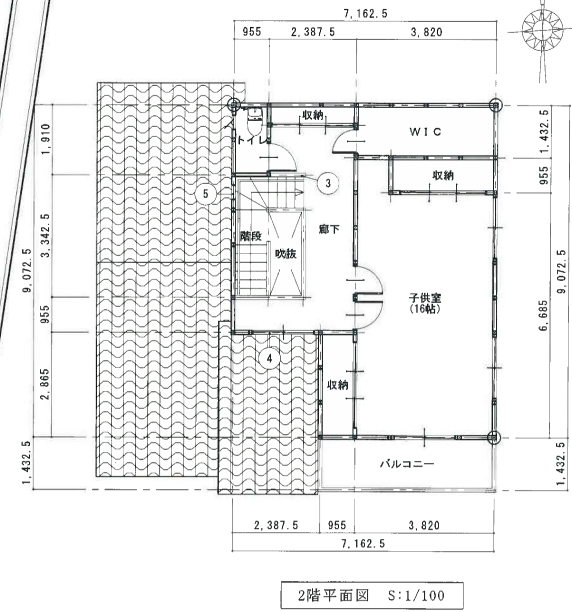 7,162.5
955 2,387.5 3,820
収納
トイレ
WIC
収納
3
5
廊下
階段
吹抜
子供室
(16帖)
4
収納
バルコニー
1,910
3,342.5
955
2,865
9,072.5
1,432.5
1,432.5
955
6,685
9,072.5
1,432.5
2,387.5 955 3,820
7,162.5
2階平面図 S:1/100